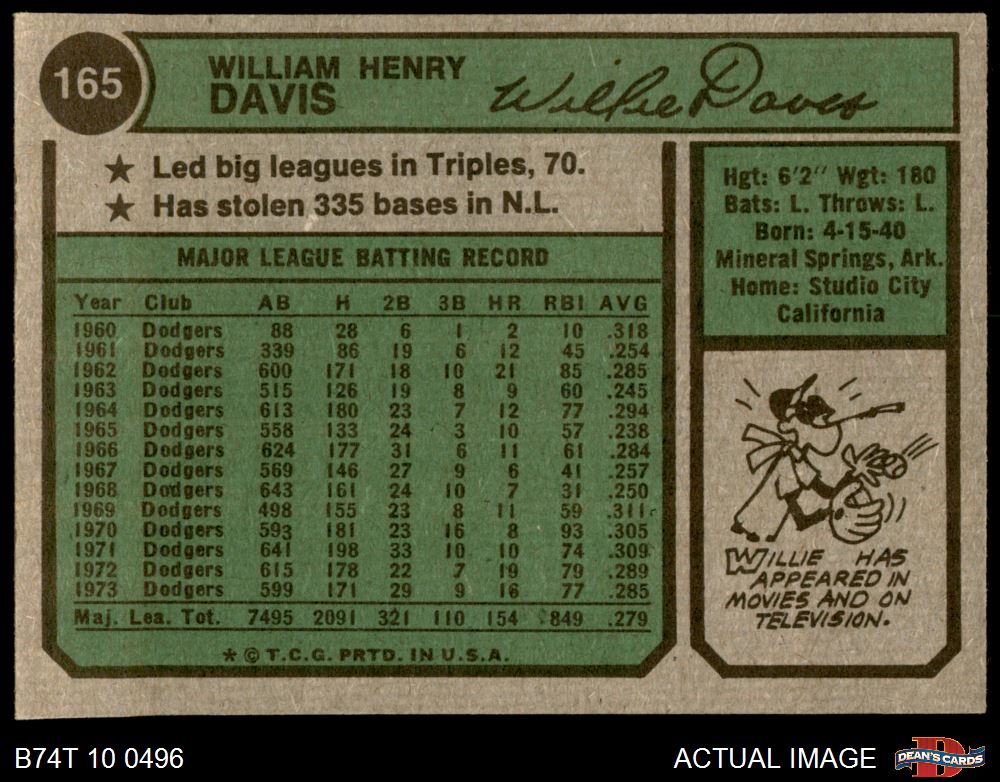 165
WILLIAM HENRY
DAVIS
Willie Davis
★ Led big leagues in Triples, 70.
★ Has stolen 335 bases in N.L.
MAJOR LEAGUE BATTING RECORD
Year Club AB H 2B 3B HR RBI AVG
1960 Dodgers 88 28 6 1 2 10 .318
1961 Dodgers 339 86 19 6 12 45 .254
1962 Dodgers 600 171 18 10 21 85 .285
1963 Dodgers 515 126 19 8 9 60 .245
1964 Dodgers 613 180 23 7 12 77 .294
1965 Dodgers 558 133 24 3 10 57 .238
1966 Dodgers 624 177 31 6 11 61 .284
1967 Dodgers 569 146 27 9 6 41 .257
1968 Dodgers 643 161 24 10 7 31 .250
1969 Dodgers 498 155 23 8 11 59 .311
1970 Dodgers 593 181 23 16 8 93 .305
1971 Dodgers 641 198 33 10 10 74 .309
1972 Dodgers 615 178 22 7 19 79 .289
1973 Dodgers 599 171 29 9 16 77 .285
Maj. Lea. Tot. 7495 2091 321 110 154 849 .279
* © T.C.G. PRTD. IN U.S.A.
Hgt: 6'2" Wgt: 180
Bats: L. Throws: L.
Born: 4-15-40
Mineral Springs, Ark.
Home: Studio City
California
WILLIE HAS
APPEARED IN
MOVIES AND ON
TELEVISION.
B74T 10 0496
ACTUAL IMAGE
D
DEAN'S CARDS